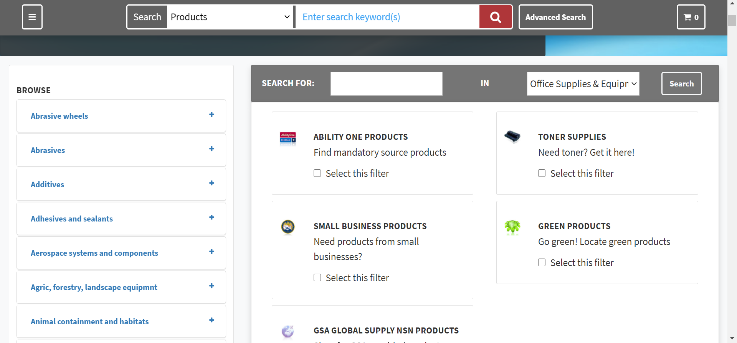 Search Products Enter search keyword(s) Advanced Search 0
BROWSE
Abrasive wheels +
Abrasives +
Additives +
Adhesives and sealants +
Aerospace systems and components +
Agric, forestry, landscape equipmnt +
Animal containment and habitats +
SEARCH FOR: IN Office Supplies & Equipr Search
ABILITY ONE PRODUCTS
Find mandatory source products
Select this filter
TONER SUPPLIES
Need toner? Get it here!
Select this filter
SMALL BUSINESS PRODUCTS
Need products from small
businesses?
Select this filter
GREEN PRODUCTS
Go green! Locate green products
Select this filter
GSA GLOBAL SUPPLY NSN PRODUCTS